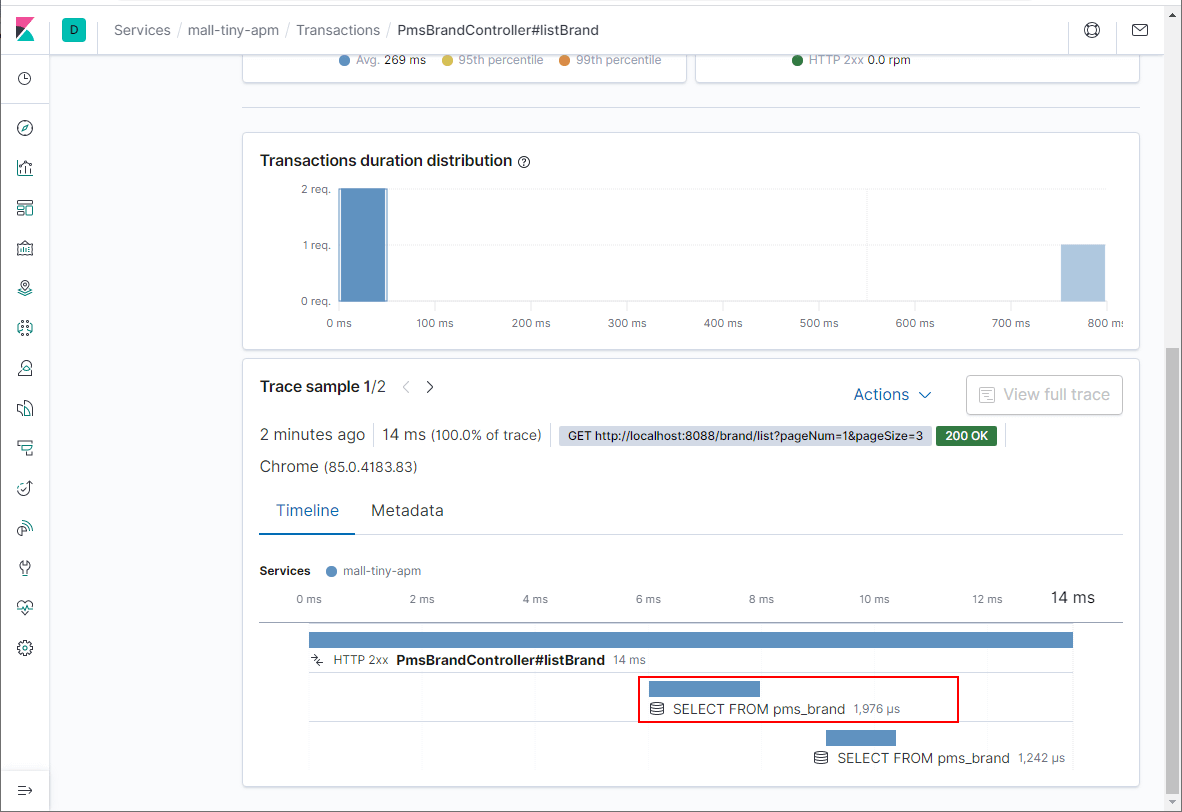 D Services / mall-tiny-apm / Transactions / PmsBrandController#listBrand
Avg. 269 ms 95th percentile 99th percentile
HTTP 2xx 0.0 rpm
Transactions duration distribution
2 req.
1 req.
0 req.
0 ms 100 ms 200 ms 300 ms 400 ms 500 ms 600 ms 700 ms 800 ms
Trace sample 1/2
Actions View full trace
2 minutes ago 14 ms (100.0% of trace) GET http://localhost:8088/brand/list?pageNum=1&pageSize=3 200 OK
Chrome (85.0.4183.83)
Timeline Metadata
Services mall-tiny-apm
0 ms 2 ms 4 ms 6 ms 8 ms 10 ms 12 ms 14 ms
HTTP 2xx PmsBrandController#listBrand 14 ms
SELECT FROM pms_brand 1,976 μs
SELECT FROM pms_brand 1,242 μs